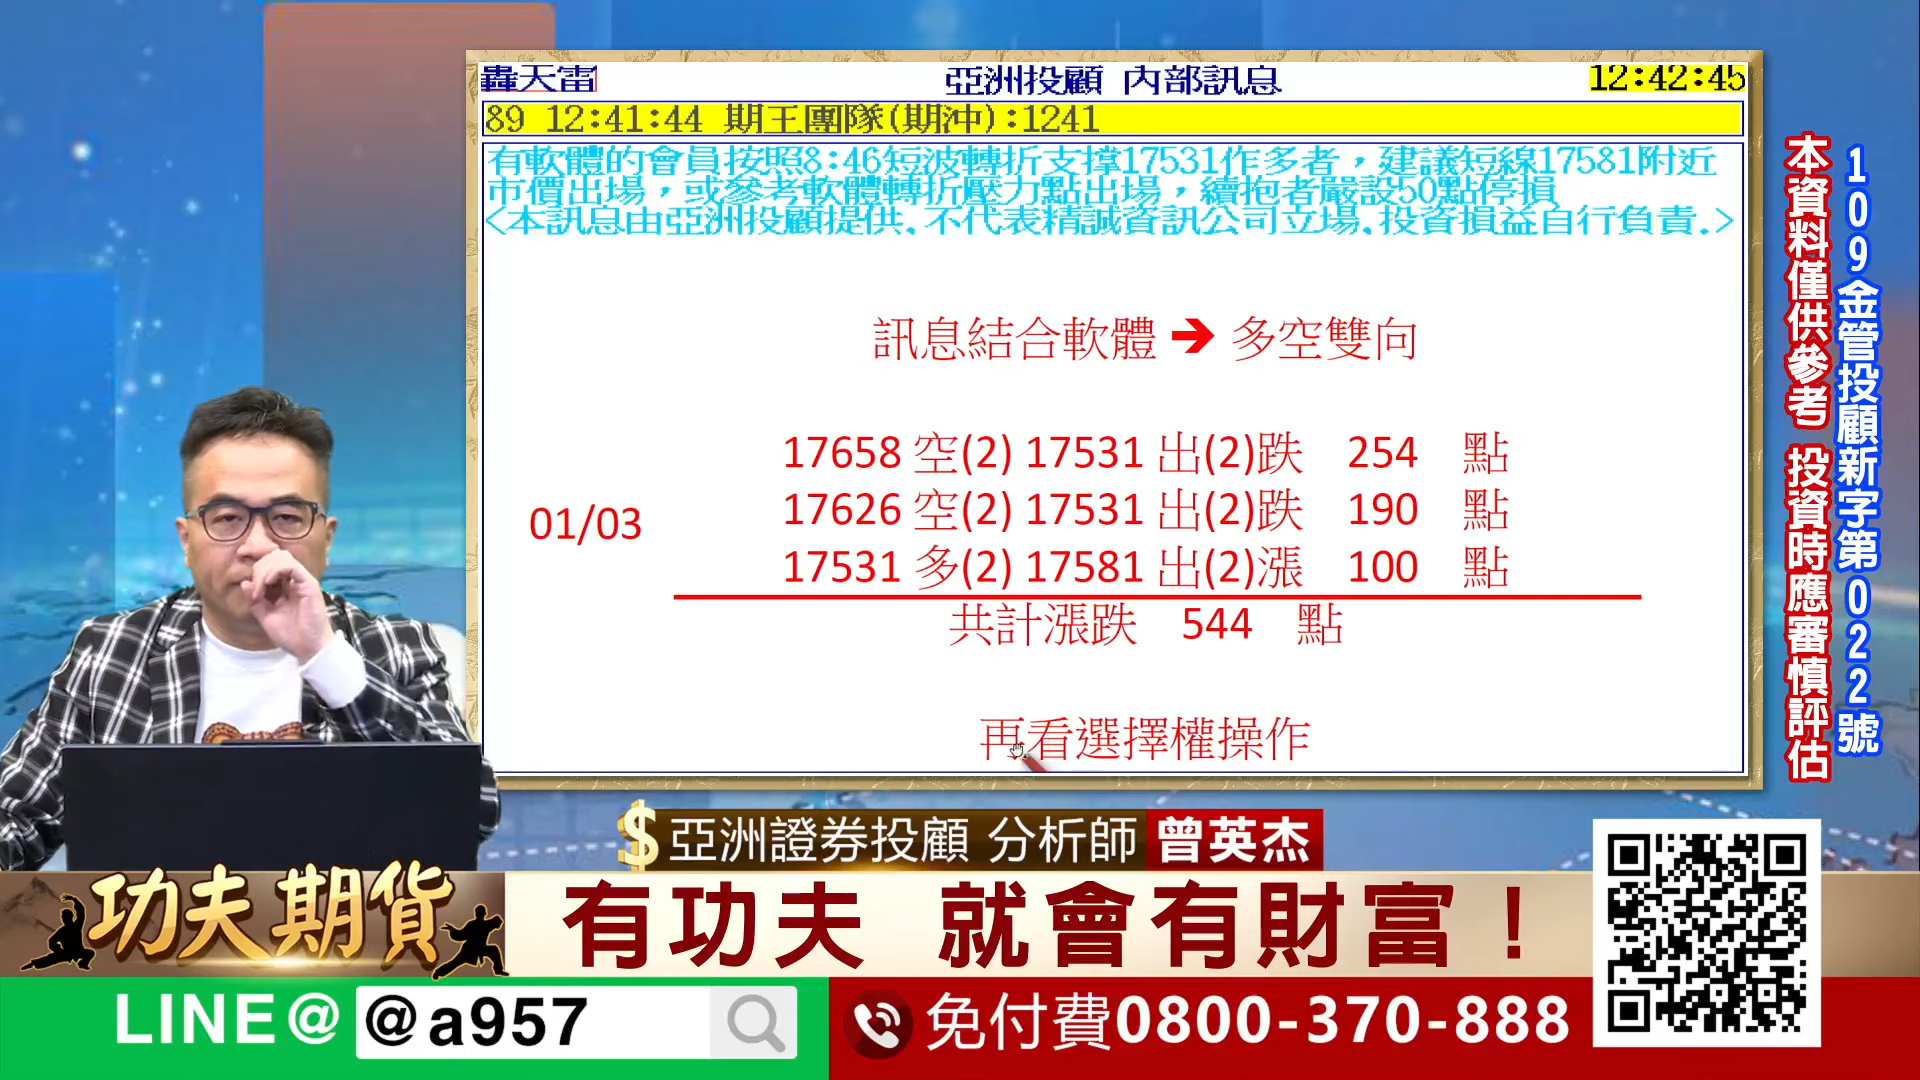 轟天雷 亞洲投顧 內部訊息 12:42:45
89 12:41:44 期王團隊(期沖):1241
有軟體的會員按照8:46短波轉折支撐17531作多者，建議短線17581附近
市價出場，或參考軟體轉折壓力點出場，續抱者嚴設50點停損
<本訊息由亞洲投顧提供.不代表精誠資訊公司立場.投資損益自行負責.>
訊息結合軟體 ➔ 多空雙向
01/03
17658 空(2) 17531 出(2)跌 254 點
17626 空(2) 17531 出(2)跌 190 點
17531 多(2) 17581 出(2)漲 100 點
共計漲跌 544 點
再看選擇權操作
109金管投顧新字第022號
本資料僅供參考 投資時應審慎評估
$亞洲證券投顧 分析師 曾英杰
功夫期貨
有功夫 就會有財富！
LINE@ @a957
免付費0800-370-888